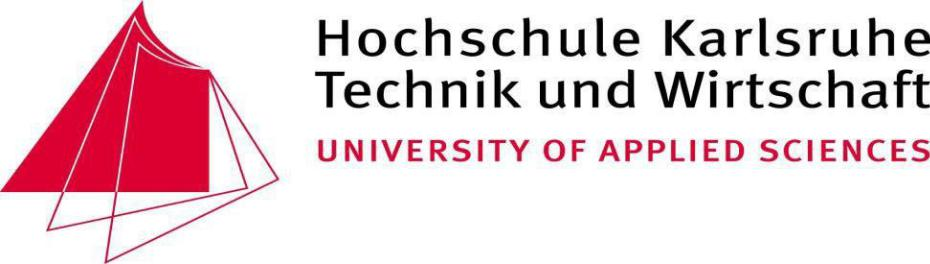 Hochschule Karlsruhe
Technik und Wirtschaft
UNIVERSITY OF APPLIED SCIENCES